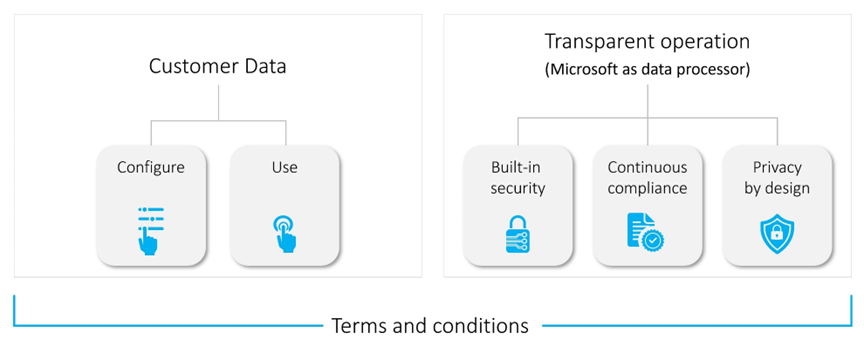 Customer Data
Configure
Use
Transparent operation
(Microsoft as data processor)
Built-in
security
Continuous
compliance
Privacy
by design
Terms and conditions